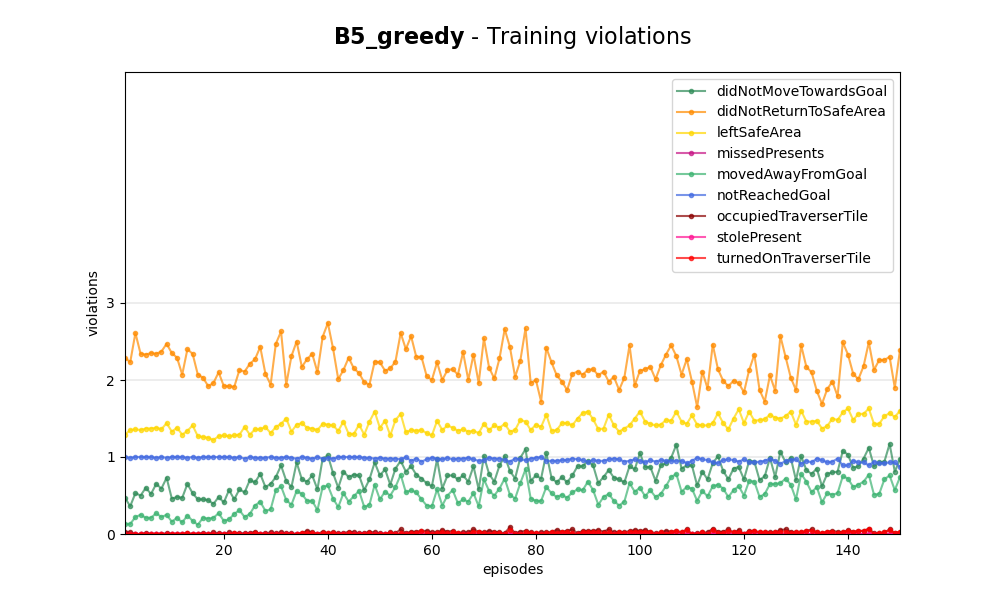 B5_greedy - Training violations
didNotMoveTowardsGoal
didNotReturnToSafeArea
leftSafeArea
missedPresents
movedAwayFromGoal
notReachedGoal
occupiedTraverserTile
stolePresent
turnedOnTraverserTile
violations
3
2
1
0
20
40
60
80
100
120
140
episodes